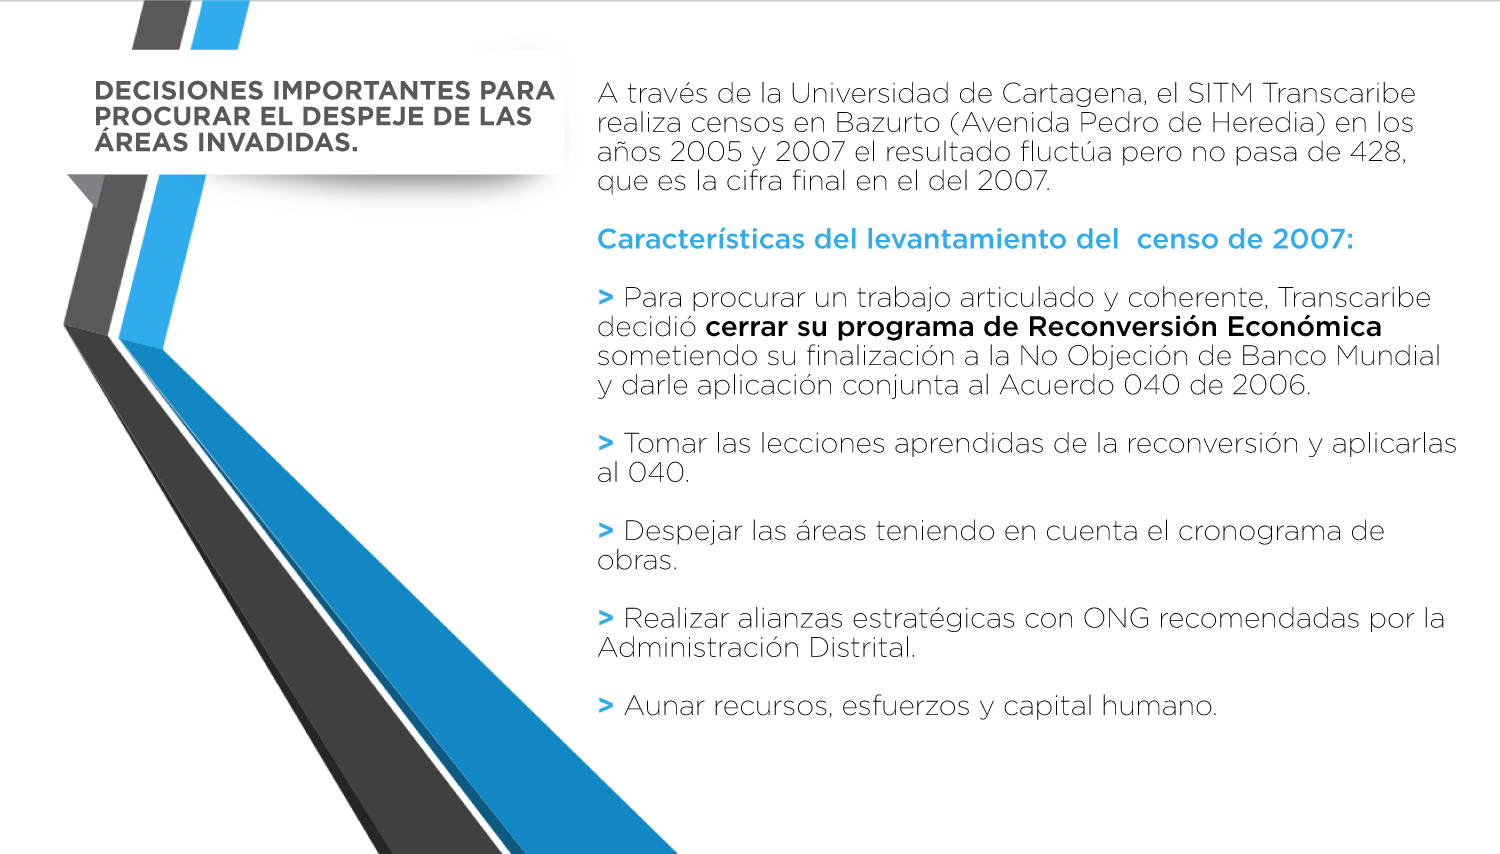 DECISIONES IMPORTANTES PARA
PROCURAR EL DESPEJE DE LAS
ÁREAS INVADIDAS.
A través de la Universidad de Cartagena, el SITM Transcaribe
realiza censos en Bazurto (Avenida Pedro de Heredia) en los
años 2005 y 2007 el resultado fluctúa pero no pasa de 428,
que es la cifra final en el del 2007.
Características del levantamiento del  censo de 2007:
> Para procurar un trabajo articulado y coherente, Transcaribe
decidió cerrar su programa de Reconversión Económica
sometiendo su finalización a la No Objeción de Banco Mundial
y darle aplicación conjunta al Acuerdo 040 de 2006.
> Tomar las lecciones aprendidas de la reconversión y aplicarlas
al 040.
> Despejar las áreas teniendo en cuenta el cronograma de
obras.
> Realizar alianzas estratégicas con ONG recomendadas por la
Administración Distrital.
> Aunar recursos, esfuerzos y capital humano.